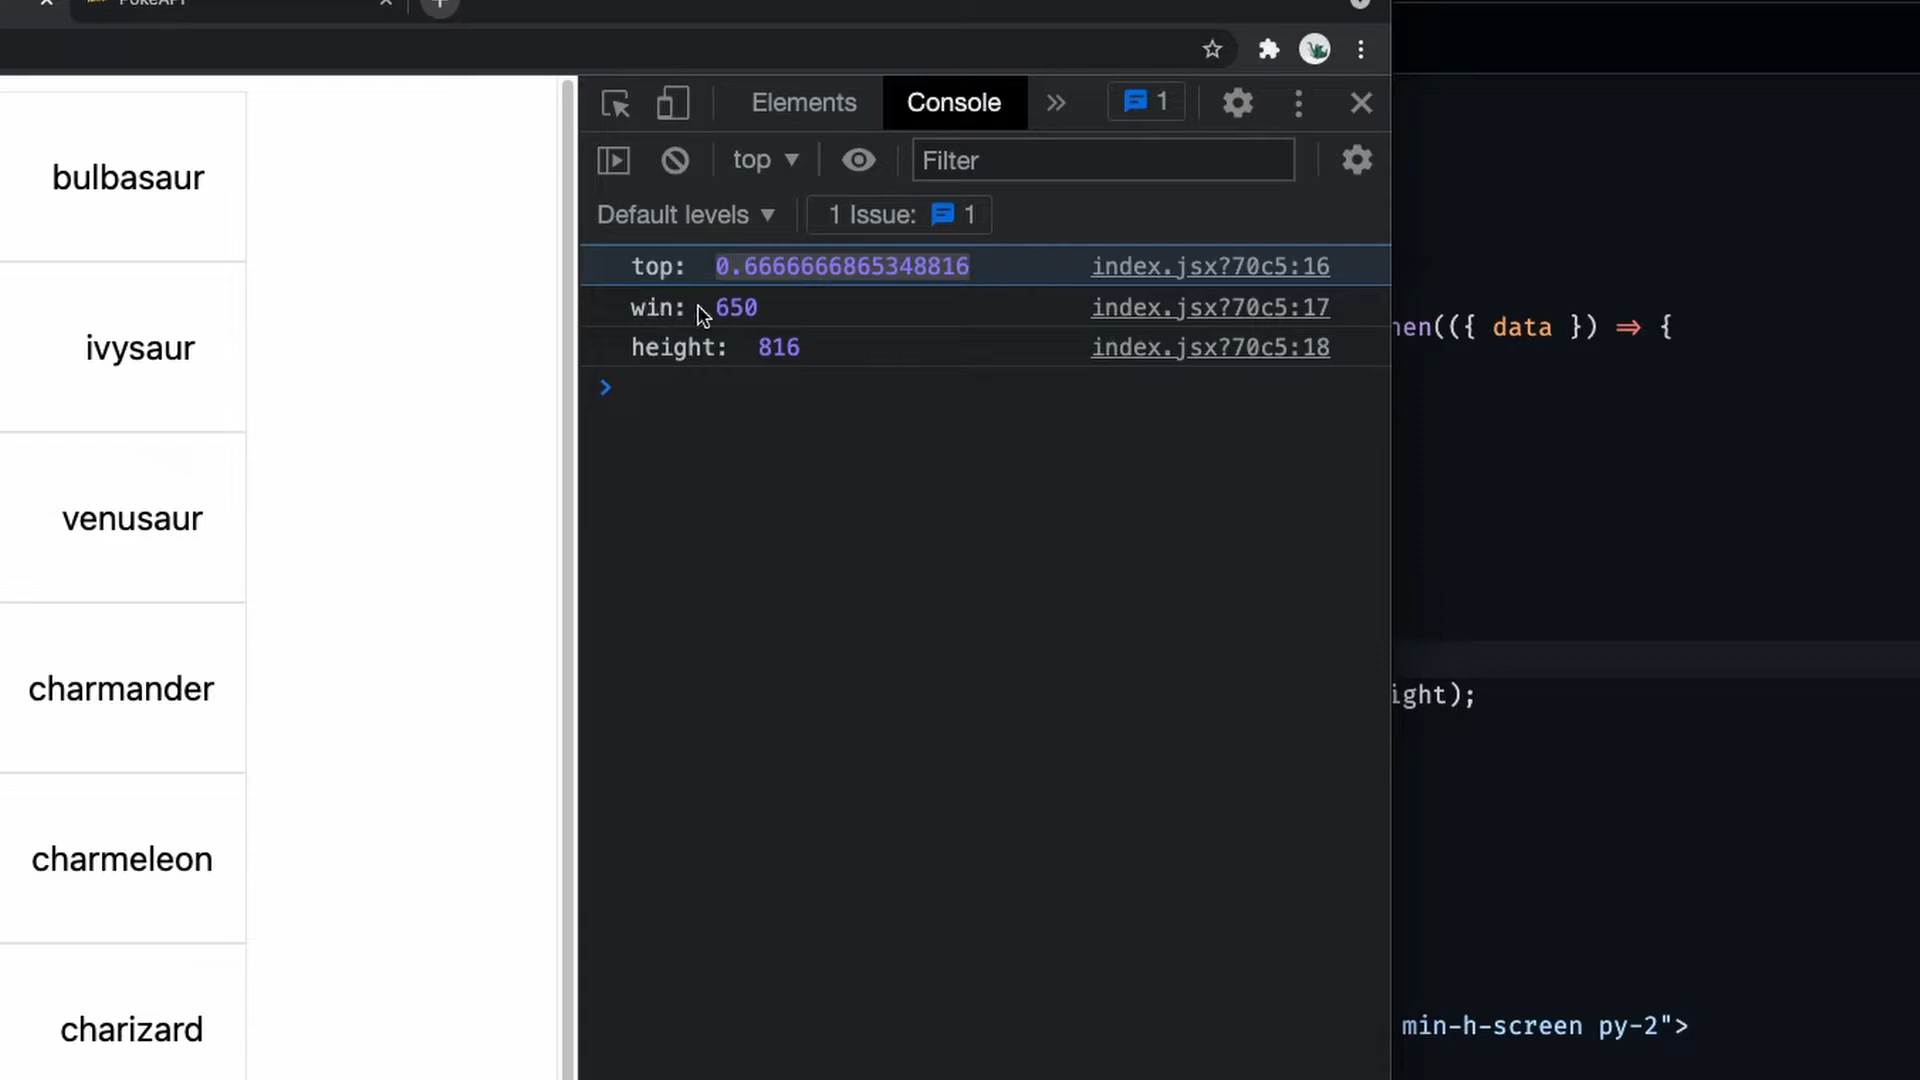 PokéAPI
bulbasaur
ivysaur
venusaur
charmander
charmeleon
charizard
Elements Console 1
top Filter
Default levels 1 Issue: 1
top: 0.6666666865348816 index.jsx?70c5:16
win: 650 index.jsx?70c5:17
height: 816 index.jsx?70c5:18
hen(({ data }) => {
ight);
min-h-screen py-2">